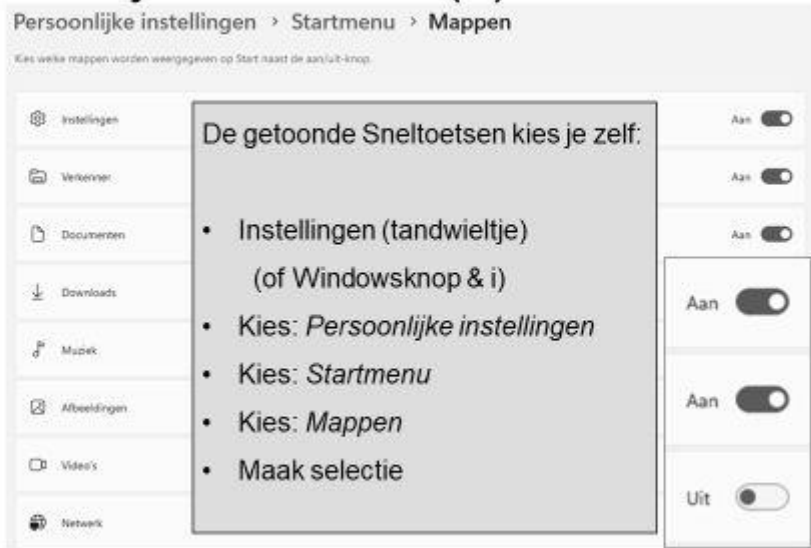 Persoonlijke instellingen > Startmenu > Mappen
Kies welke mappen worden weergegeven op Start naast de aan/uit-knop.
Instellingen
Aan
Verkenner
Aan
Documenten
Aan
Downloads
Muziek
Afbeeldingen
Video's
Netwerk
De getoonde Sneltoetsen kies je zelf:
• Instellingen (tandwieltje)
(of Windowsknop & i)
• Kies: Persoonlijke instellingen
• Kies: Startmenu
• Kies: Mappen
• Maak selectie
Aan
Aan
Uit